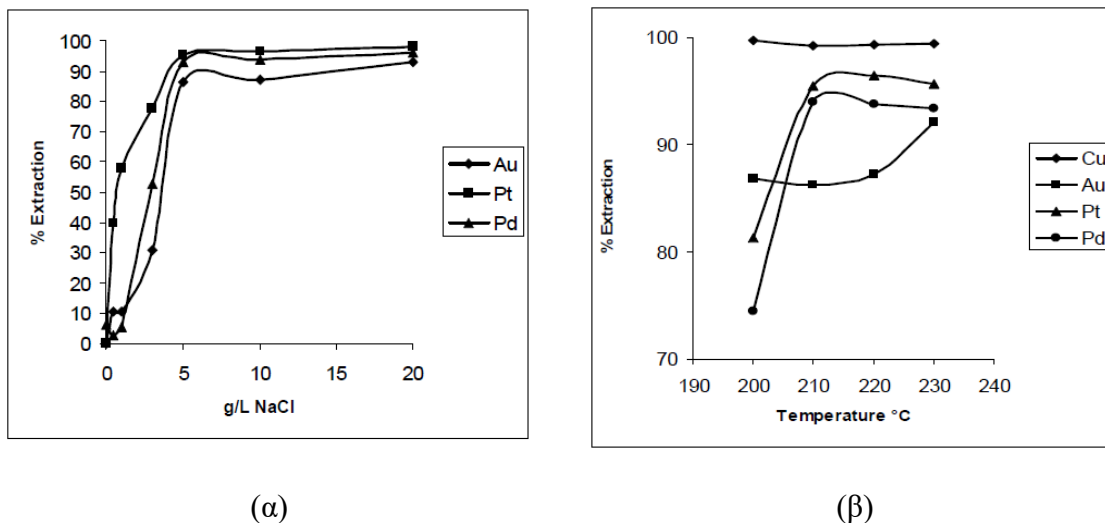 100
90
80
70
60
50
40
30
20
10
0
% Extraction
0 5 10 15 20
g/L NaCl
Au
Pt
Pd
(α)
100
90
80
70
% Extraction
190 200 210 220 230 240
Temperature °C
Cu
Au
Pt
Pd
(β)